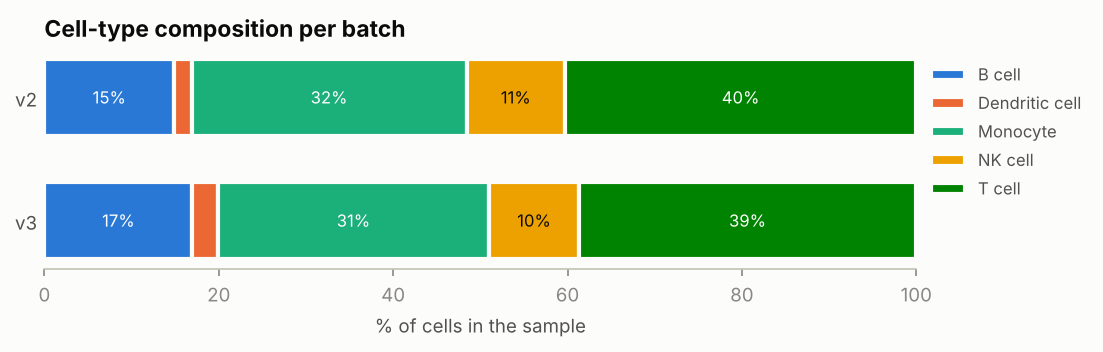 Cell-type composition per batch
v2
15%
32%
11%
40%
v3
17%
31%
10%
39%
0
20
40
60
80
100
% of cells in the sample
B cell
Dendritic cell
Monocyte
NK cell
T cell